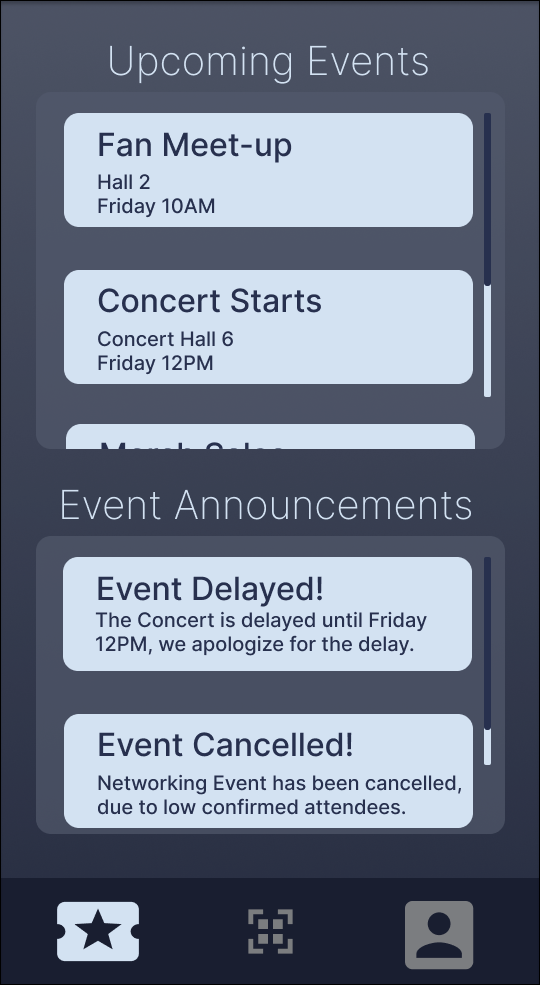 Upcoming Events
Fan Meet-up
Hall 2
Friday 10AM
Concert Starts
Concert Hall 6
Friday 12PM
Merch Sales
Event Announcements
Event Delayed!
The Concert is delayed until Friday
12PM, we apologize for the delay.
Event Cancelled!
Networking Event has been cancelled,
due to low confirmed attendees.